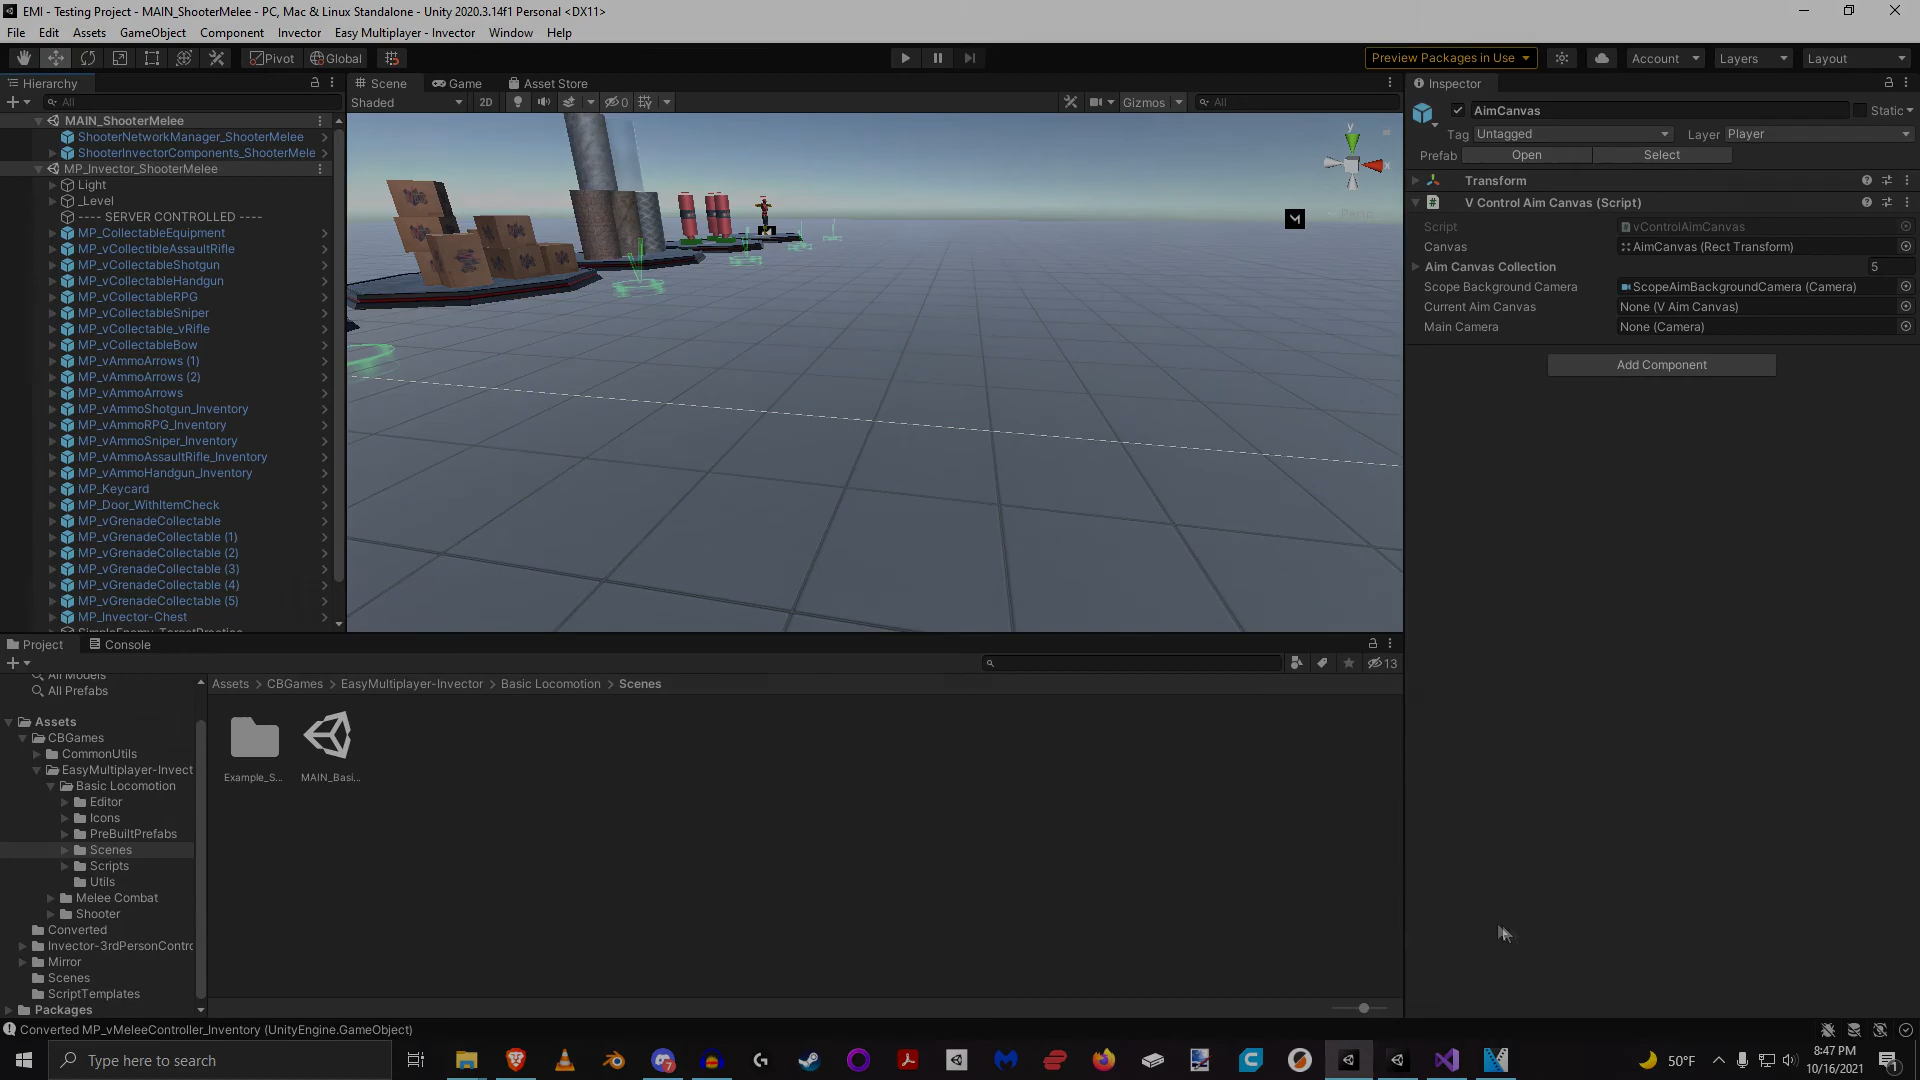 EMI - Testing Project - MAIN_ShooterMelee - PC, Mac & Linux Standalone - Unity 2020.3.14f1 Personal <DX11>
File Edit Assets GameObject Component Invector Easy Multiplayer - Invector Window Help
Pivot Global Preview Packages in Use Account Layers Layout
Hierarchy Scene Game Asset Store Inspector
All Shaded 2D 0 Gizmos All
MAIN_ShooterMelee
ShooterNetworkManager_ShooterMelee
ShooterInvectorComponents_ShooterMele
MP_Invector_ShooterMelee
Light
_Level
---- SERVER CONTROLLED ----
MP_CollectableEquipment
MP_vCollectibleAssaultRifle
MP_vCollectableShotgun
MP_vCollectableHandgun
MP_vCollectableRPG
MP_vCollectableSniper
MP_vCollectable_vRifle
MP_vCollectableBow
MP_vAmmoArrows (1)
MP_vAmmoArrows (2)
MP_vAmmoArrows
MP_vAmmoShotgun_Inventory
MP_vAmmoRPG_Inventory
MP_vAmmoSniper_Inventory
MP_vAmmoAssaultRifle_Inventory
MP_vAmmoHandgun_Inventory
MP_Keycard
MP_Door_WithItemCheck
MP_vGrenadeCollectable
MP_vGrenadeCollectable (1)
MP_vGrenadeCollectable (2)
MP_vGrenadeCollectable (3)
MP_vGrenadeCollectable (4)
MP_vGrenadeCollectable (5)
MP_Invector-Chest
SimpleEnemy_TargetPractice
y
x
Persp
AimCanvas Static
Tag Untagged Layer Player
Prefab Open Select
Transform
V Control Aim Canvas (Script)
Script vControlAimCanvas
Canvas AimCanvas (Rect Transform)
Aim Canvas Collection 5
Scope Background Camera ScopeAimBackgroundCamera (Camera)
Current Aim Canvas None (V Aim Canvas)
Main Camera None (Camera)
Add Component
Project Console
13
All Models
All Prefabs
Assets > CBGames > EasyMultiplayer-Invector > Basic Locomotion > Scenes
Assets
CBGames
CommonUtils
EasyMultiplayer-Invect
Basic Locomotion
Editor
Icons
PreBuiltPrefabs
Scenes
Scripts
Utils
Melee Combat
Shooter
Converted
Invector-3rdPersonContro
Mirror
Scenes
ScriptTemplates
Packages
Example_S...
MAIN_Basi...
Converted MP_vMeleeController_Inventory (UnityEngine.GameObject)
Type here to search
7
50°F
8:47 PM
10/16/2021
1